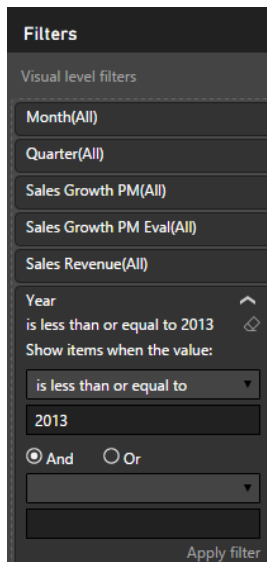 Filters
Visual level filters
Month(All)
Quarter(All)
Sales Growth PM(All)
Sales Growth PM Eval(All)
Sales Revenue(All)
Year
is less than or equal to 2013
Show items when the value:
is less than or equal to
2013
And Or
Apply filter